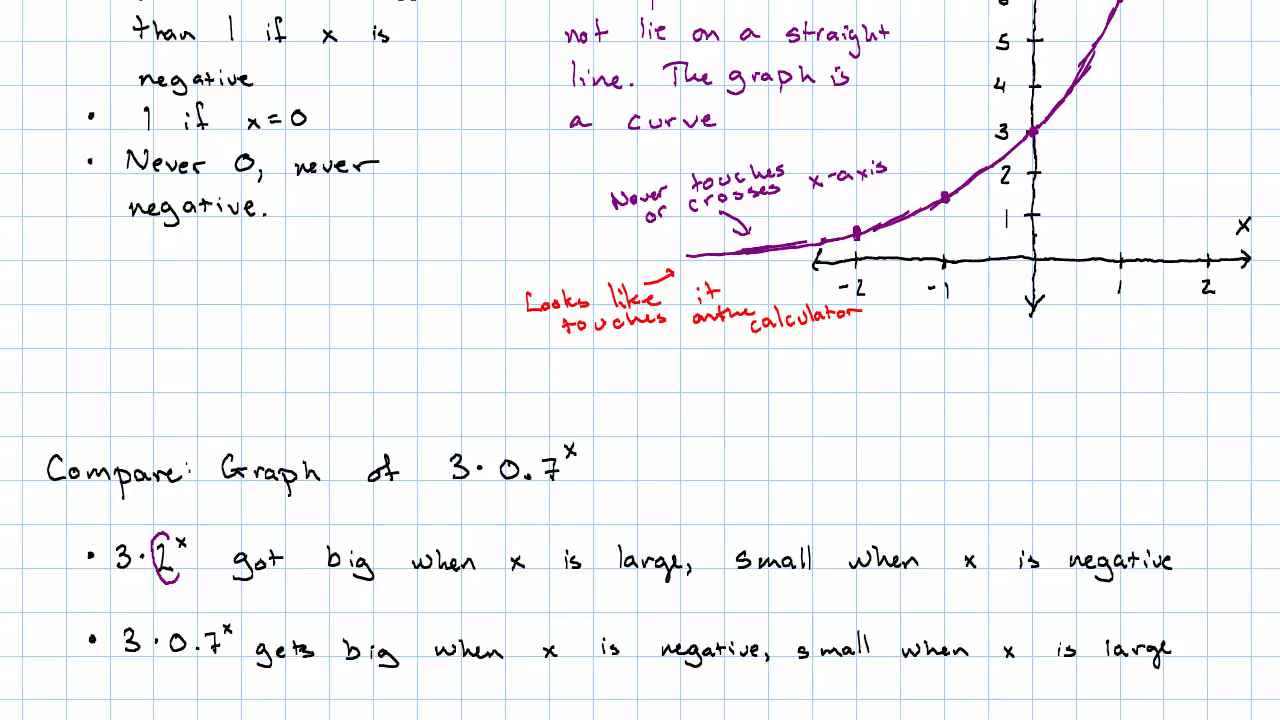 than 1 if x is
negative
• 1 if x=0
• Never 0, never
negative.
not lie on a straight
line. The graph is
a curve
Never touches
or crosses x-axis
Looks like it
touches on the calculator
6
5
4
3
2
1
x
-2 -1 1 2
Compare: Graph of 3·0.7^x
• 3·2^x got big when x is large, small when x is negative
• 3·0.7^x gets big when x is negative, small when x is large